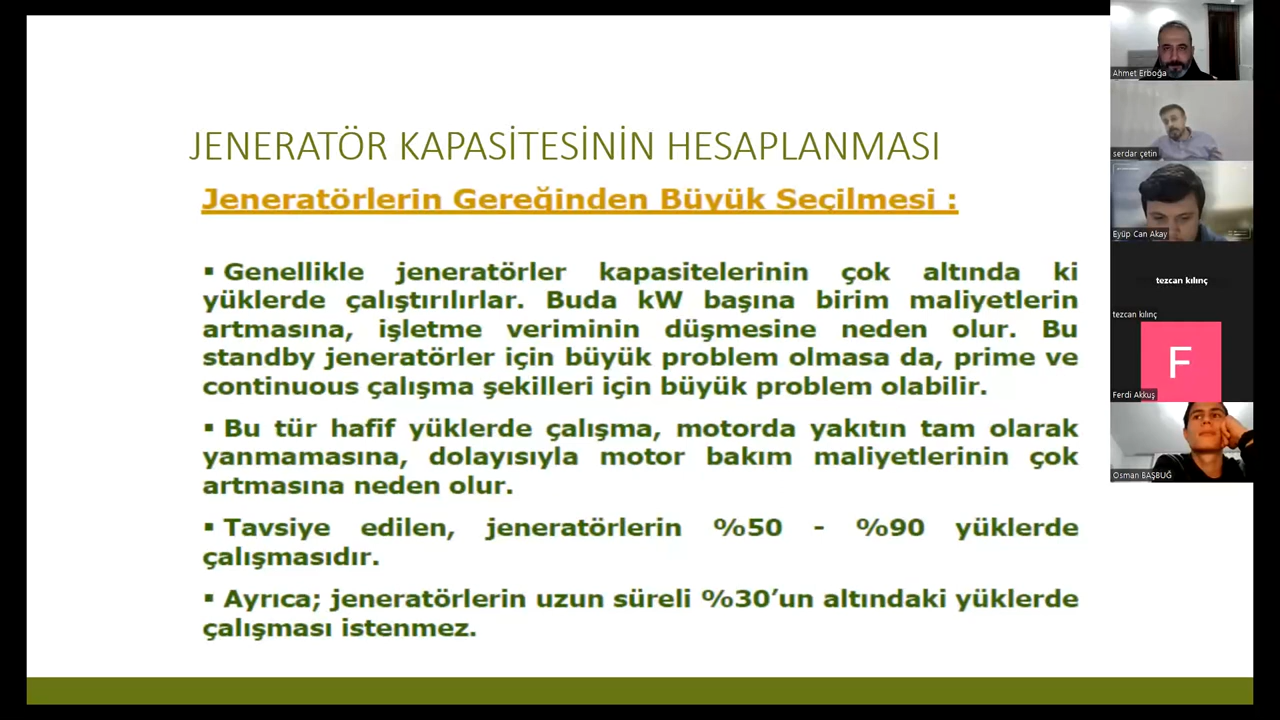 JENERATÖR KAPASİTESİNİN HESAPLANMASI
Jeneratörlerin Gereğinden Büyük Seçilmesi :
▪ Genellikle jeneratörler kapasitelerinin çok altında ki
yüklerde çalıştırılırlar. Buda kW başına birim maliyetlerin
artmasına, işletme veriminin düşmesine neden olur. Bu
standby jeneratörler için büyük problem olmasa da, prime ve
continuous çalışma şekilleri için büyük problem olabilir.
▪ Bu tür hafif yüklerde çalışma, motorda yakıtın tam olarak
yanmamasına, dolayısıyla motor bakım maliyetlerinin çok
artmasına neden olur.
▪ Tavsiye edilen, jeneratörlerin %50 - %90 yüklerde
çalışmasıdır.
▪ Ayrıca; jeneratörlerin uzun süreli %30’un altındaki yüklerde
çalışması istenmez.
Ahmet Erboğa
serdar çetin
Eyüp Can Akay
tezcan kılınç
tezcan kılınç
F
Ferdi Akkuş
Osman BAŞBUĞ